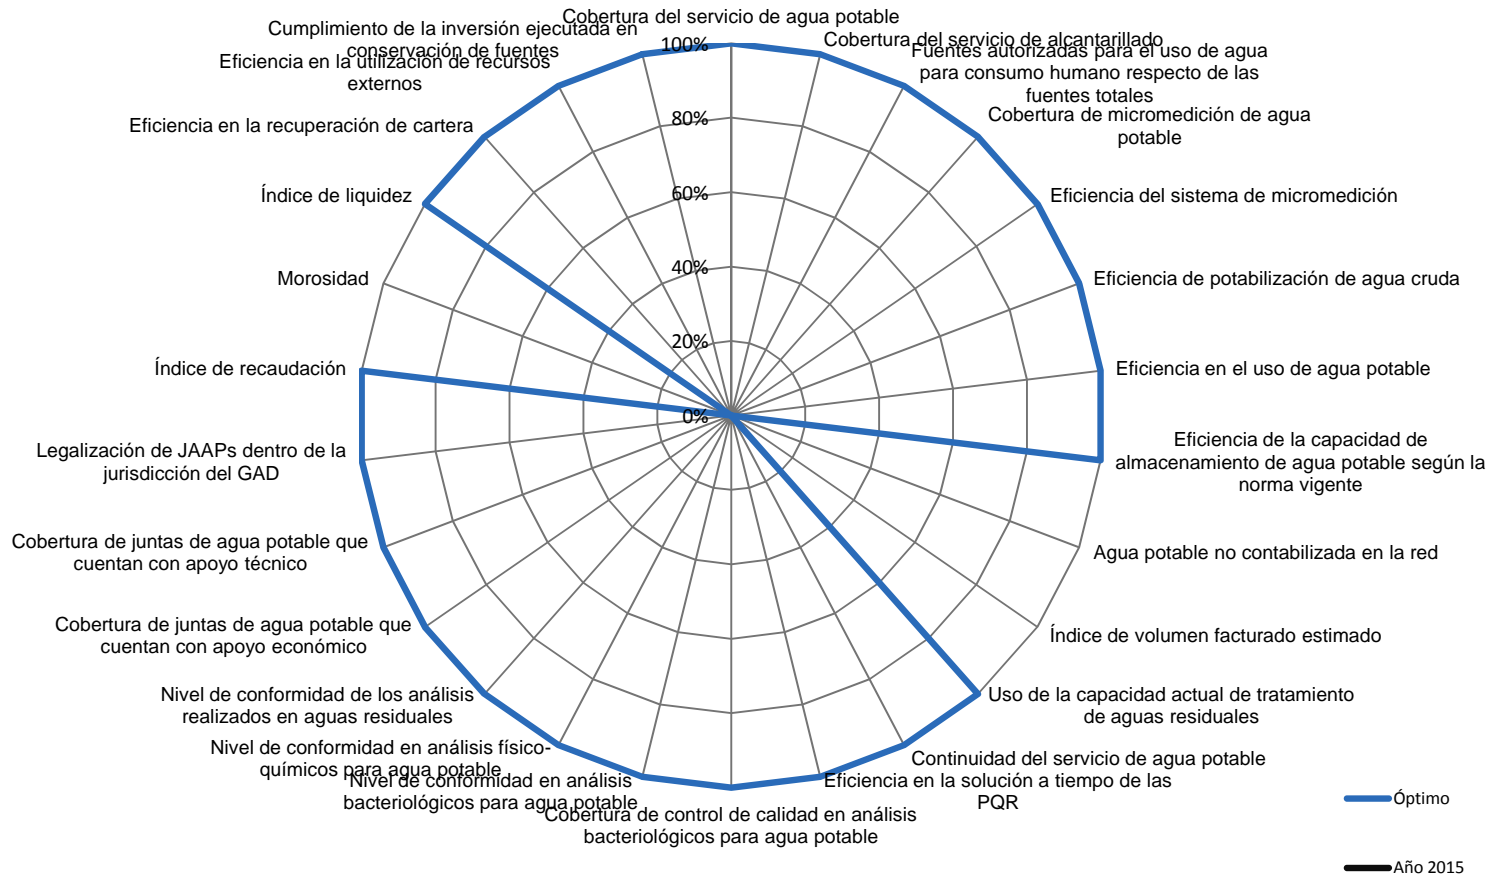 Cobertura del servicio de agua potable
Cobertura del servicio de alcantarillado
Fuentes autorizadas para el uso de agua
para consumo humano respecto de las
fuentes totales
Cobertura de micromedición de agua
potable
Eficiencia del sistema de micromedición
Eficiencia de potabilización de agua cruda
Eficiencia en el uso de agua potable
Eficiencia de la capacidad de
almacenamiento de agua potable según la
norma vigente
Agua potable no contabilizada en la red
Índice de volumen facturado estimado
Uso de la capacidad actual de tratamiento
de aguas residuales
Continuidad del servicio de agua potable
Eficiencia en la solución a tiempo de las
PQR
Cobertura de control de calidad en análisis
bacteriológicos para agua potable
Nivel de conformidad en análisis
bacteriológicos para agua potable
Nivel de conformidad en análisis físico-
químicos para agua potable
Nivel de conformidad de los análisis
realizados en aguas residuales
Cobertura de juntas de agua potable que
cuentan con apoyo económico
Cobertura de juntas de agua potable que
cuentan con apoyo técnico
Legalización de JAAPs dentro de la
jurisdicción del GAD
Índice de recaudación
Morosidad
Índice de liquidez
Eficiencia en la recuperación de cartera
Eficiencia en la utilización de recursos
externos
Cumplimiento de la inversión ejecutada en
conservación de fuentes
100%
80%
60%
40%
20%
0%
Óptimo
Año 2015